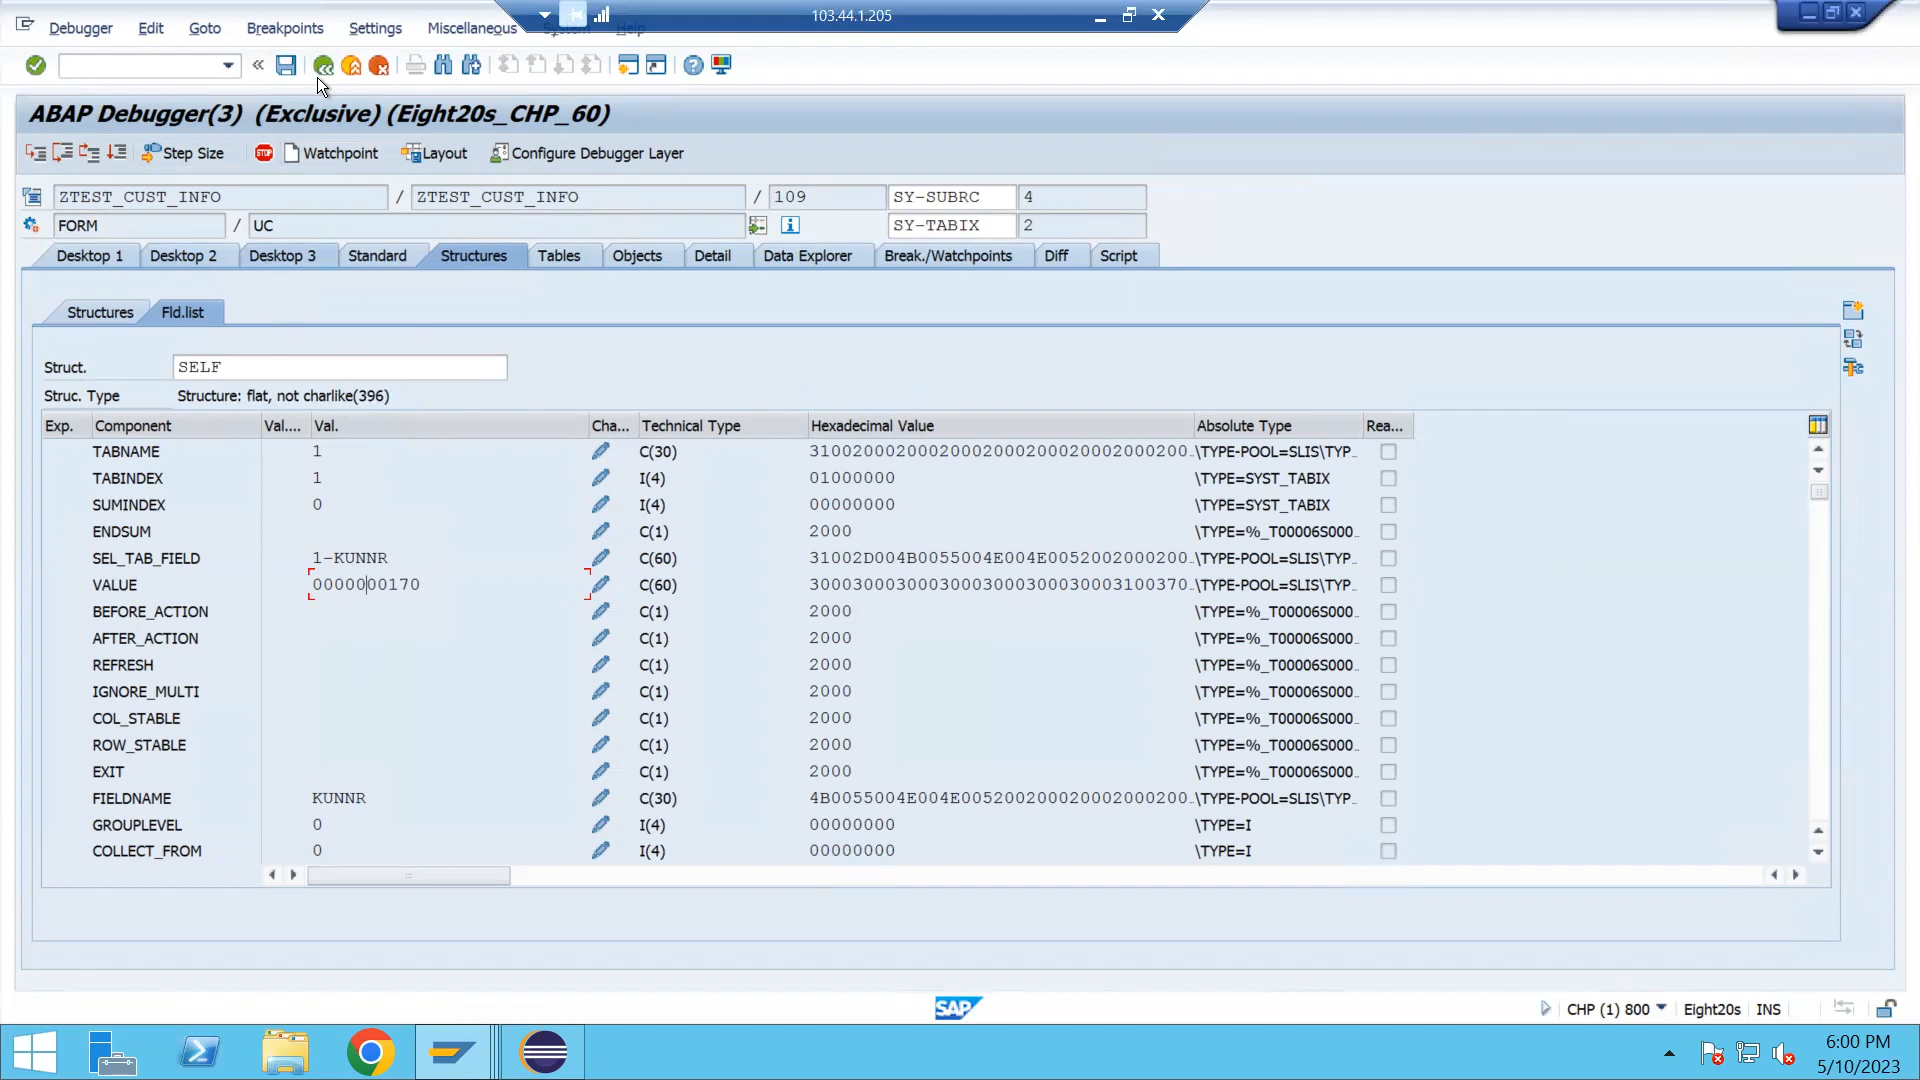 103.44.1.205
Debugger Edit Goto Breakpoints Settings Miscellaneous System Help
ABAP Debugger(3) (Exclusive) (Eight20s_CHP_60)
Step Size STOP Watchpoint Layout Configure Debugger Layer
ZTEST_CUST_INFO / ZTEST_CUST_INFO / 109 SY-SUBRC 4
FORM / UC SY-TABIX 2
Desktop 1 Desktop 2 Desktop 3 Standard Structures Tables Objects Detail Data Explorer Break./Watchpoints Diff Script
Structures Fld.list
Struct. SELF
Struc. Type Structure: flat, not charlike(396)
Exp. Component Val.... Val. Cha... Technical Type Hexadecimal Value Absolute Type Rea...
TABNAME 1 C(30) 310020002000200020002000200020002000200... \TYPE-POOL=SLIS\TYP...
TABINDEX 1 I(4) 01000000 \TYPE=SYST_TABIX
SUMINDEX 0 I(4) 00000000 \TYPE=SYST_TABIX
ENDSUM C(1) 2000 \TYPE=%_T00006S000...
SEL_TAB_FIELD 1-KUNNR C(60) 31002D004B0055004E004E00520020002000200... \TYPE-POOL=SLIS\TYP...
VALUE 0000000170 C(60) 300030003000300030003000300031003700... \TYPE-POOL=SLIS\TYP...
BEFORE_ACTION C(1) 2000 \TYPE=%_T00006S000...
AFTER_ACTION C(1) 2000 \TYPE=%_T00006S000...
REFRESH C(1) 2000 \TYPE=%_T00006S000...
IGNORE_MULTI C(1) 2000 \TYPE=%_T00006S000...
COL_STABLE C(1) 2000 \TYPE=%_T00006S000...
ROW_STABLE C(1) 2000 \TYPE=%_T00006S000...
EXIT C(1) 2000 \TYPE=%_T00006S000...
FIELDNAME KUNNR C(30) 4B0055004E004E005200200020002000200... \TYPE-POOL=SLIS\TYP...
GROUPLEVEL 0 I(4) 00000000 \TYPE=I
COLLECT_FROM 0 I(4) 00000000 \TYPE=I
SAP CHP (1) 800 Eight20s INS
6:00 PM
5/10/2023